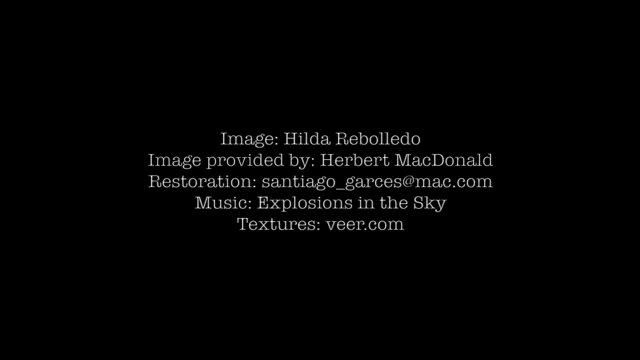 Image: Hilda Rebolledo
Image provided by: Herbert MacDonald
Restoration: santiago_garces@mac.com
Music: Explosions in the Sky
Textures: veer.com